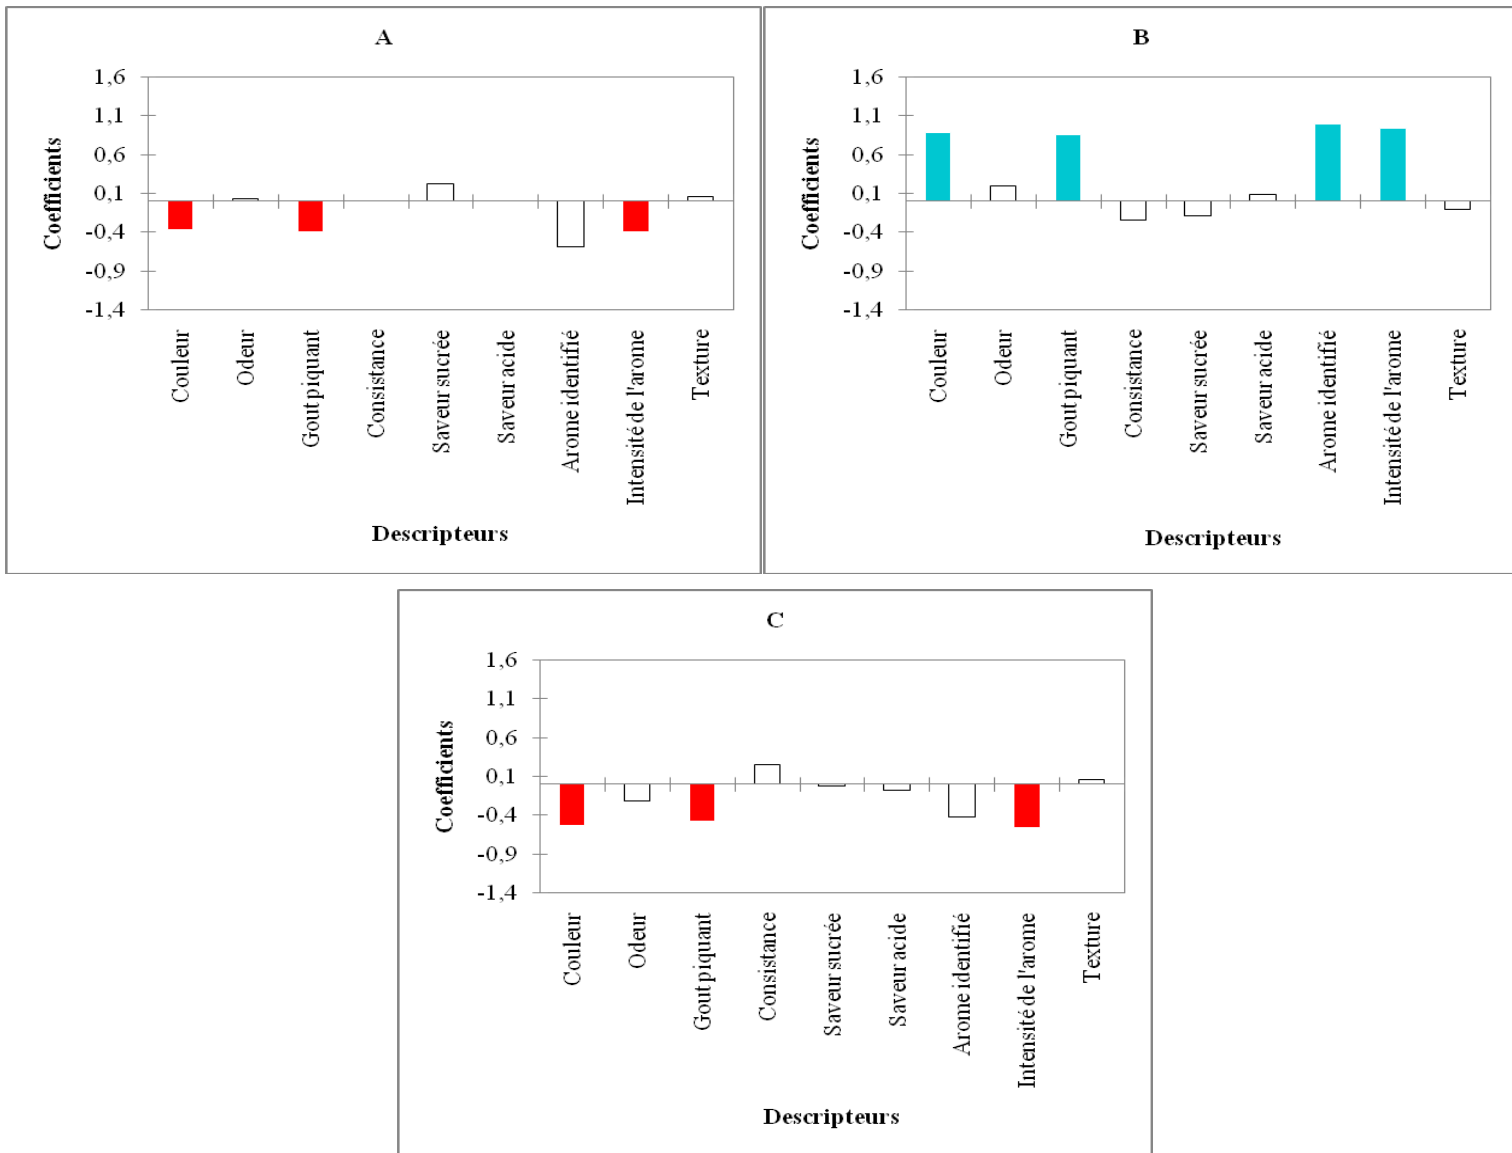 A
1,6
1,1
0,6
0,1
-0,4
-0,9
-1,4
Coefficients
Couleur
Odeur
Gout piquant
Consistance
Saveur sucrée
Saveur acide
Arome identifié
Intensité de l'arome
Texture
Descripteurs
B
1,6
1,1
0,6
0,1
-0,4
-0,9
-1,4
Coefficients
Couleur
Odeur
Gout piquant
Consistance
Saveur sucrée
Saveur acide
Arome identifié
Intensité de l'arome
Texture
Descripteurs
C
1,6
1,1
0,6
0,1
-0,4
-0,9
-1,4
Coefficients
Couleur
Odeur
Gout piquant
Consistance
Saveur sucrée
Saveur acide
Arome identifié
Intensité de l'arome
Texture
Descripteurs